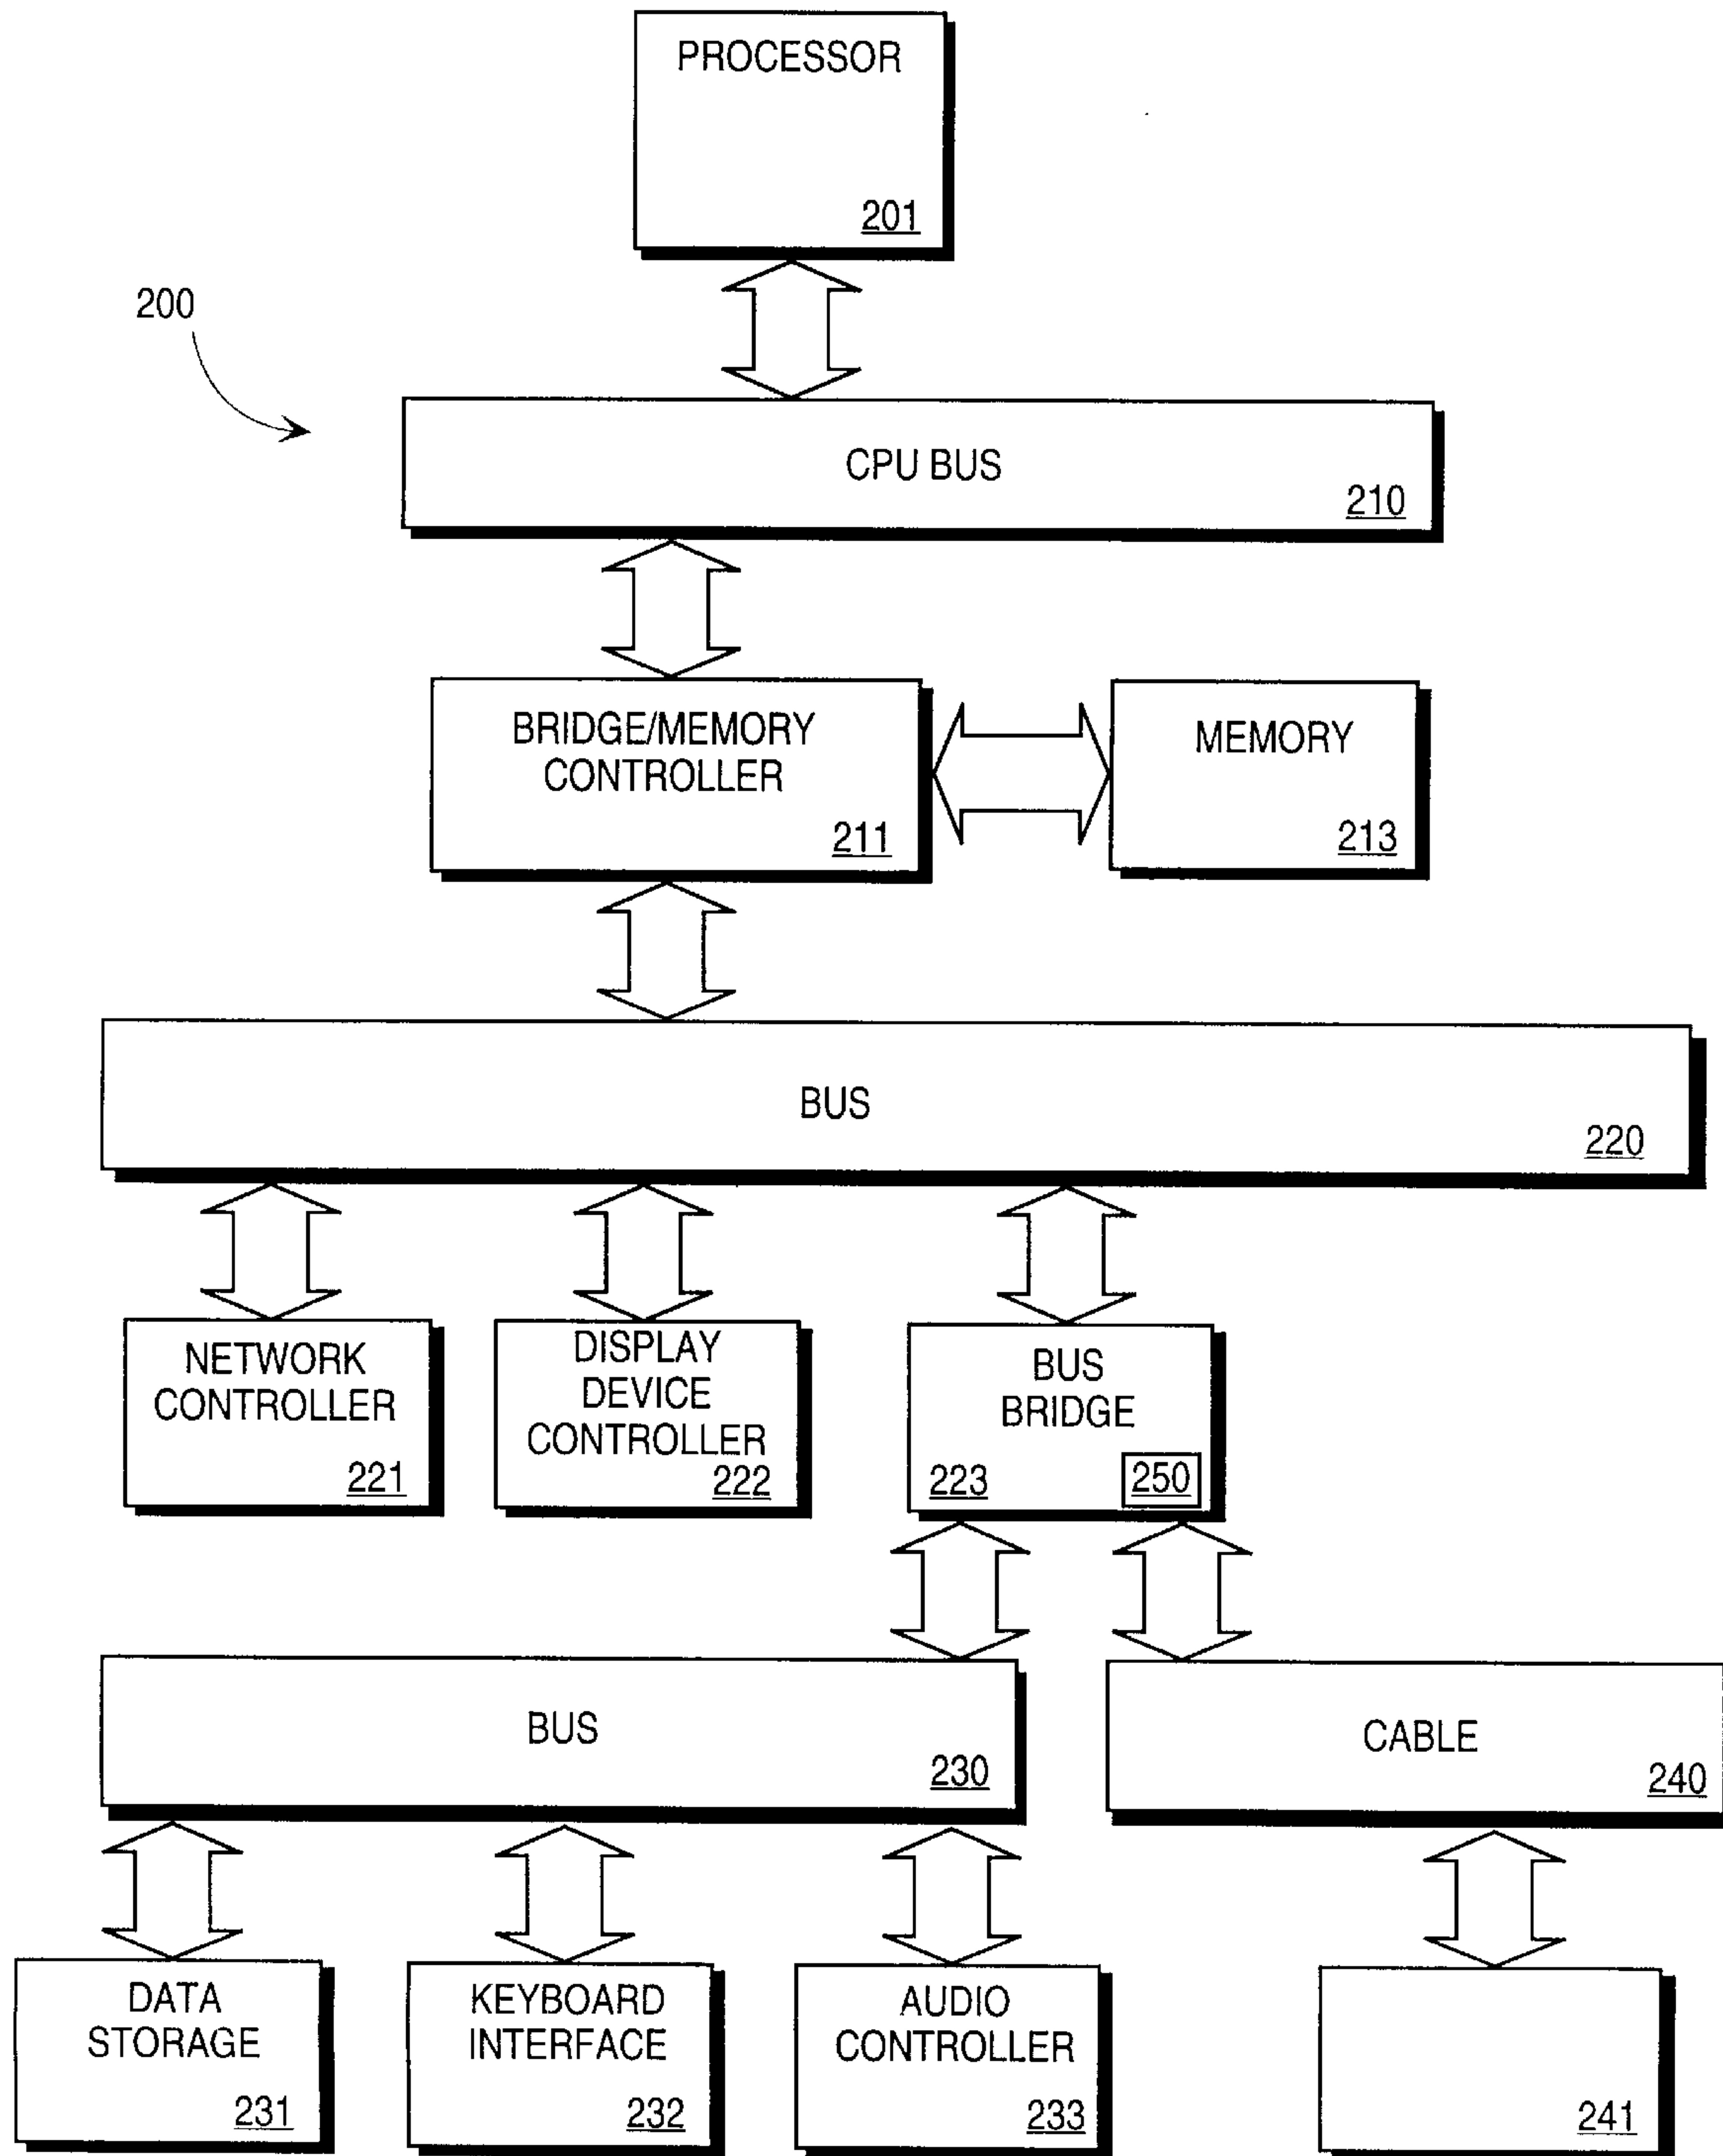 PROCESSOR
201
200
CPU BUS
210
BRIDGE/MEMORY
CONTROLLER
211
MEMORY
213
BUS
220
NETWORK
CONTROLLER
221
DISPLAY
DEVICE
CONTROLLER
222
BUS
BRIDGE
223
250
BUS
230
CABLE
240
DATA
STORAGE
231
KEYBOARD
INTERFACE
232
AUDIO
CONTROLLER
233
241